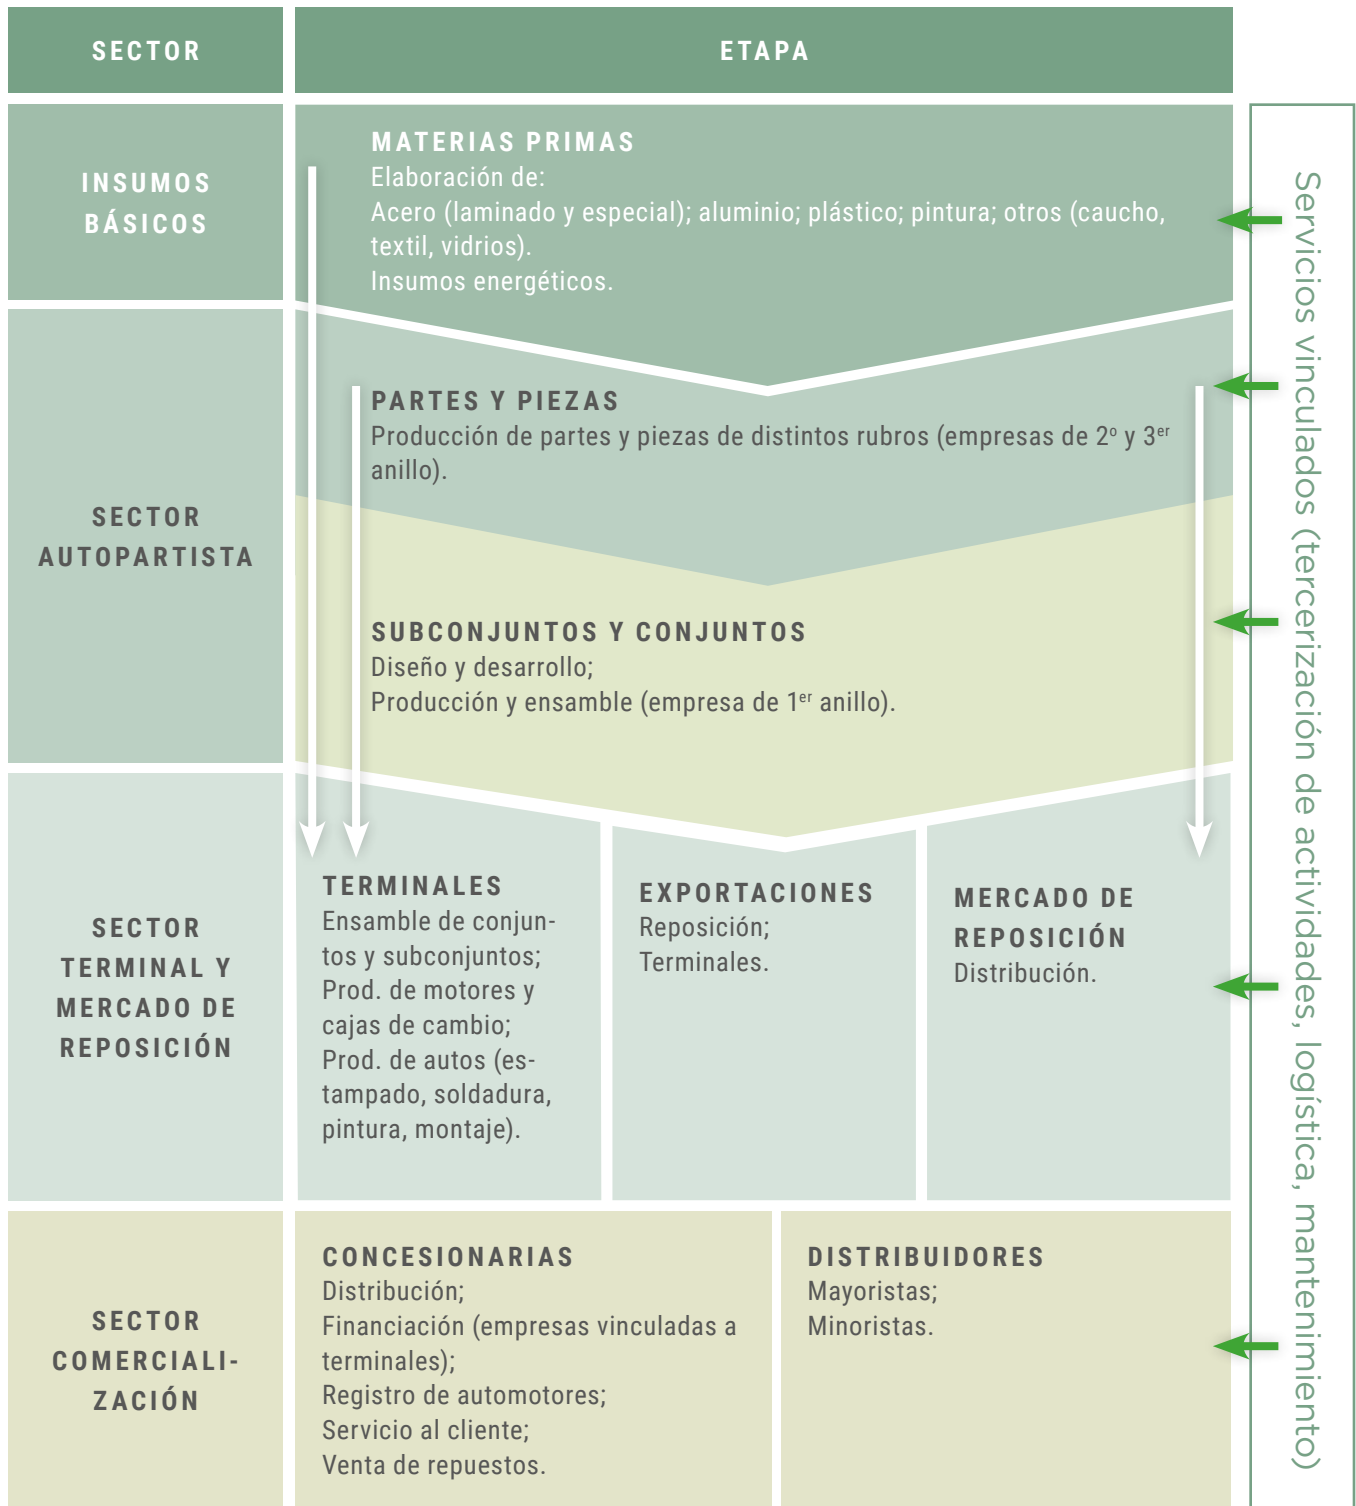 SECTOR
ETAPA
INSUMOS
BÁSICOS
MATERIAS PRIMAS
Elaboración de:
Acero (laminado y especial); aluminio; plástico; pintura; otros (caucho,
textil, vidrios).
Insumos energéticos.
SECTOR
AUTOPARTISTA
PARTES Y PIEZAS
Producción de partes y piezas de distintos rubros (empresas de 2º y 3er
anillo).
SUBCONJUNTOS Y CONJUNTOS
Diseño y desarrollo;
Producción y ensamble (empresa de 1er anillo).
SECTOR
TERMINAL Y
MERCADO DE
REPOSICIÓN
TERMINALES
Ensamble de conjun-
tos y subconjuntos;
Prod. de motores y
cajas de cambio;
Prod. de autos (es-
tampado, soldadura,
pintura, montaje).
EXPORTACIONES
Reposición;
Terminales.
MERCADO DE
REPOSICIÓN
Distribución.
SECTOR
COMERCIALI-
ZACIÓN
CONCESIONARIAS
Distribución;
Financiación (empresas vinculadas a
terminales);
Registro de automotores;
Servicio al cliente;
Venta de repuestos.
DISTRIBUIDORES
Mayoristas;
Minoristas.
Servicios vinculados (tercerización de actividades, logística, mantenimiento)